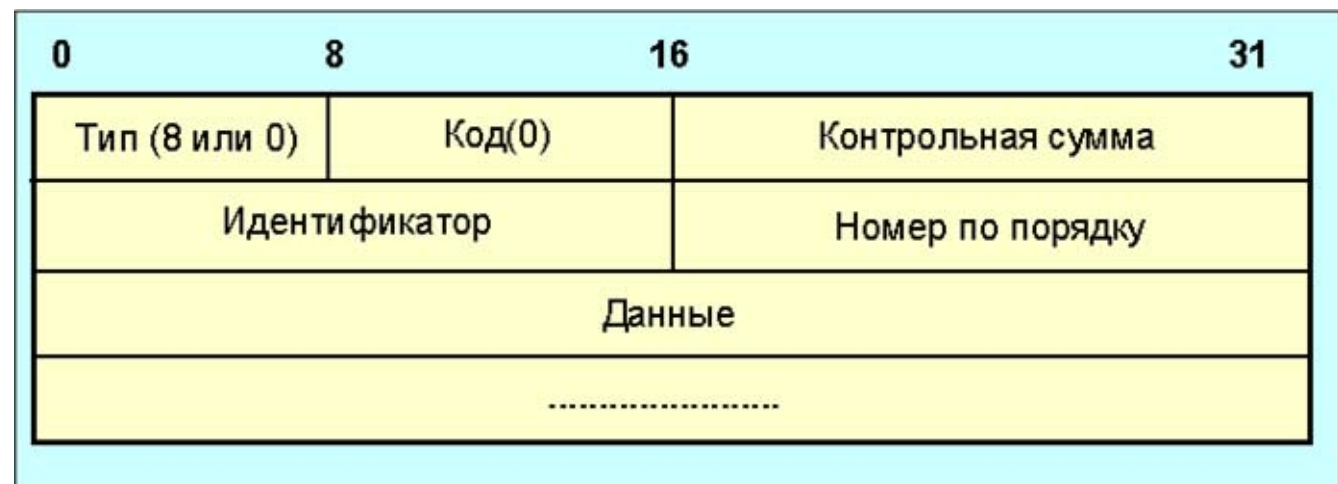 0 8 16 31
Тип (8 или 0) Код(0) Контрольная сумма
Идентификатор Номер по порядку
Данные
.......................